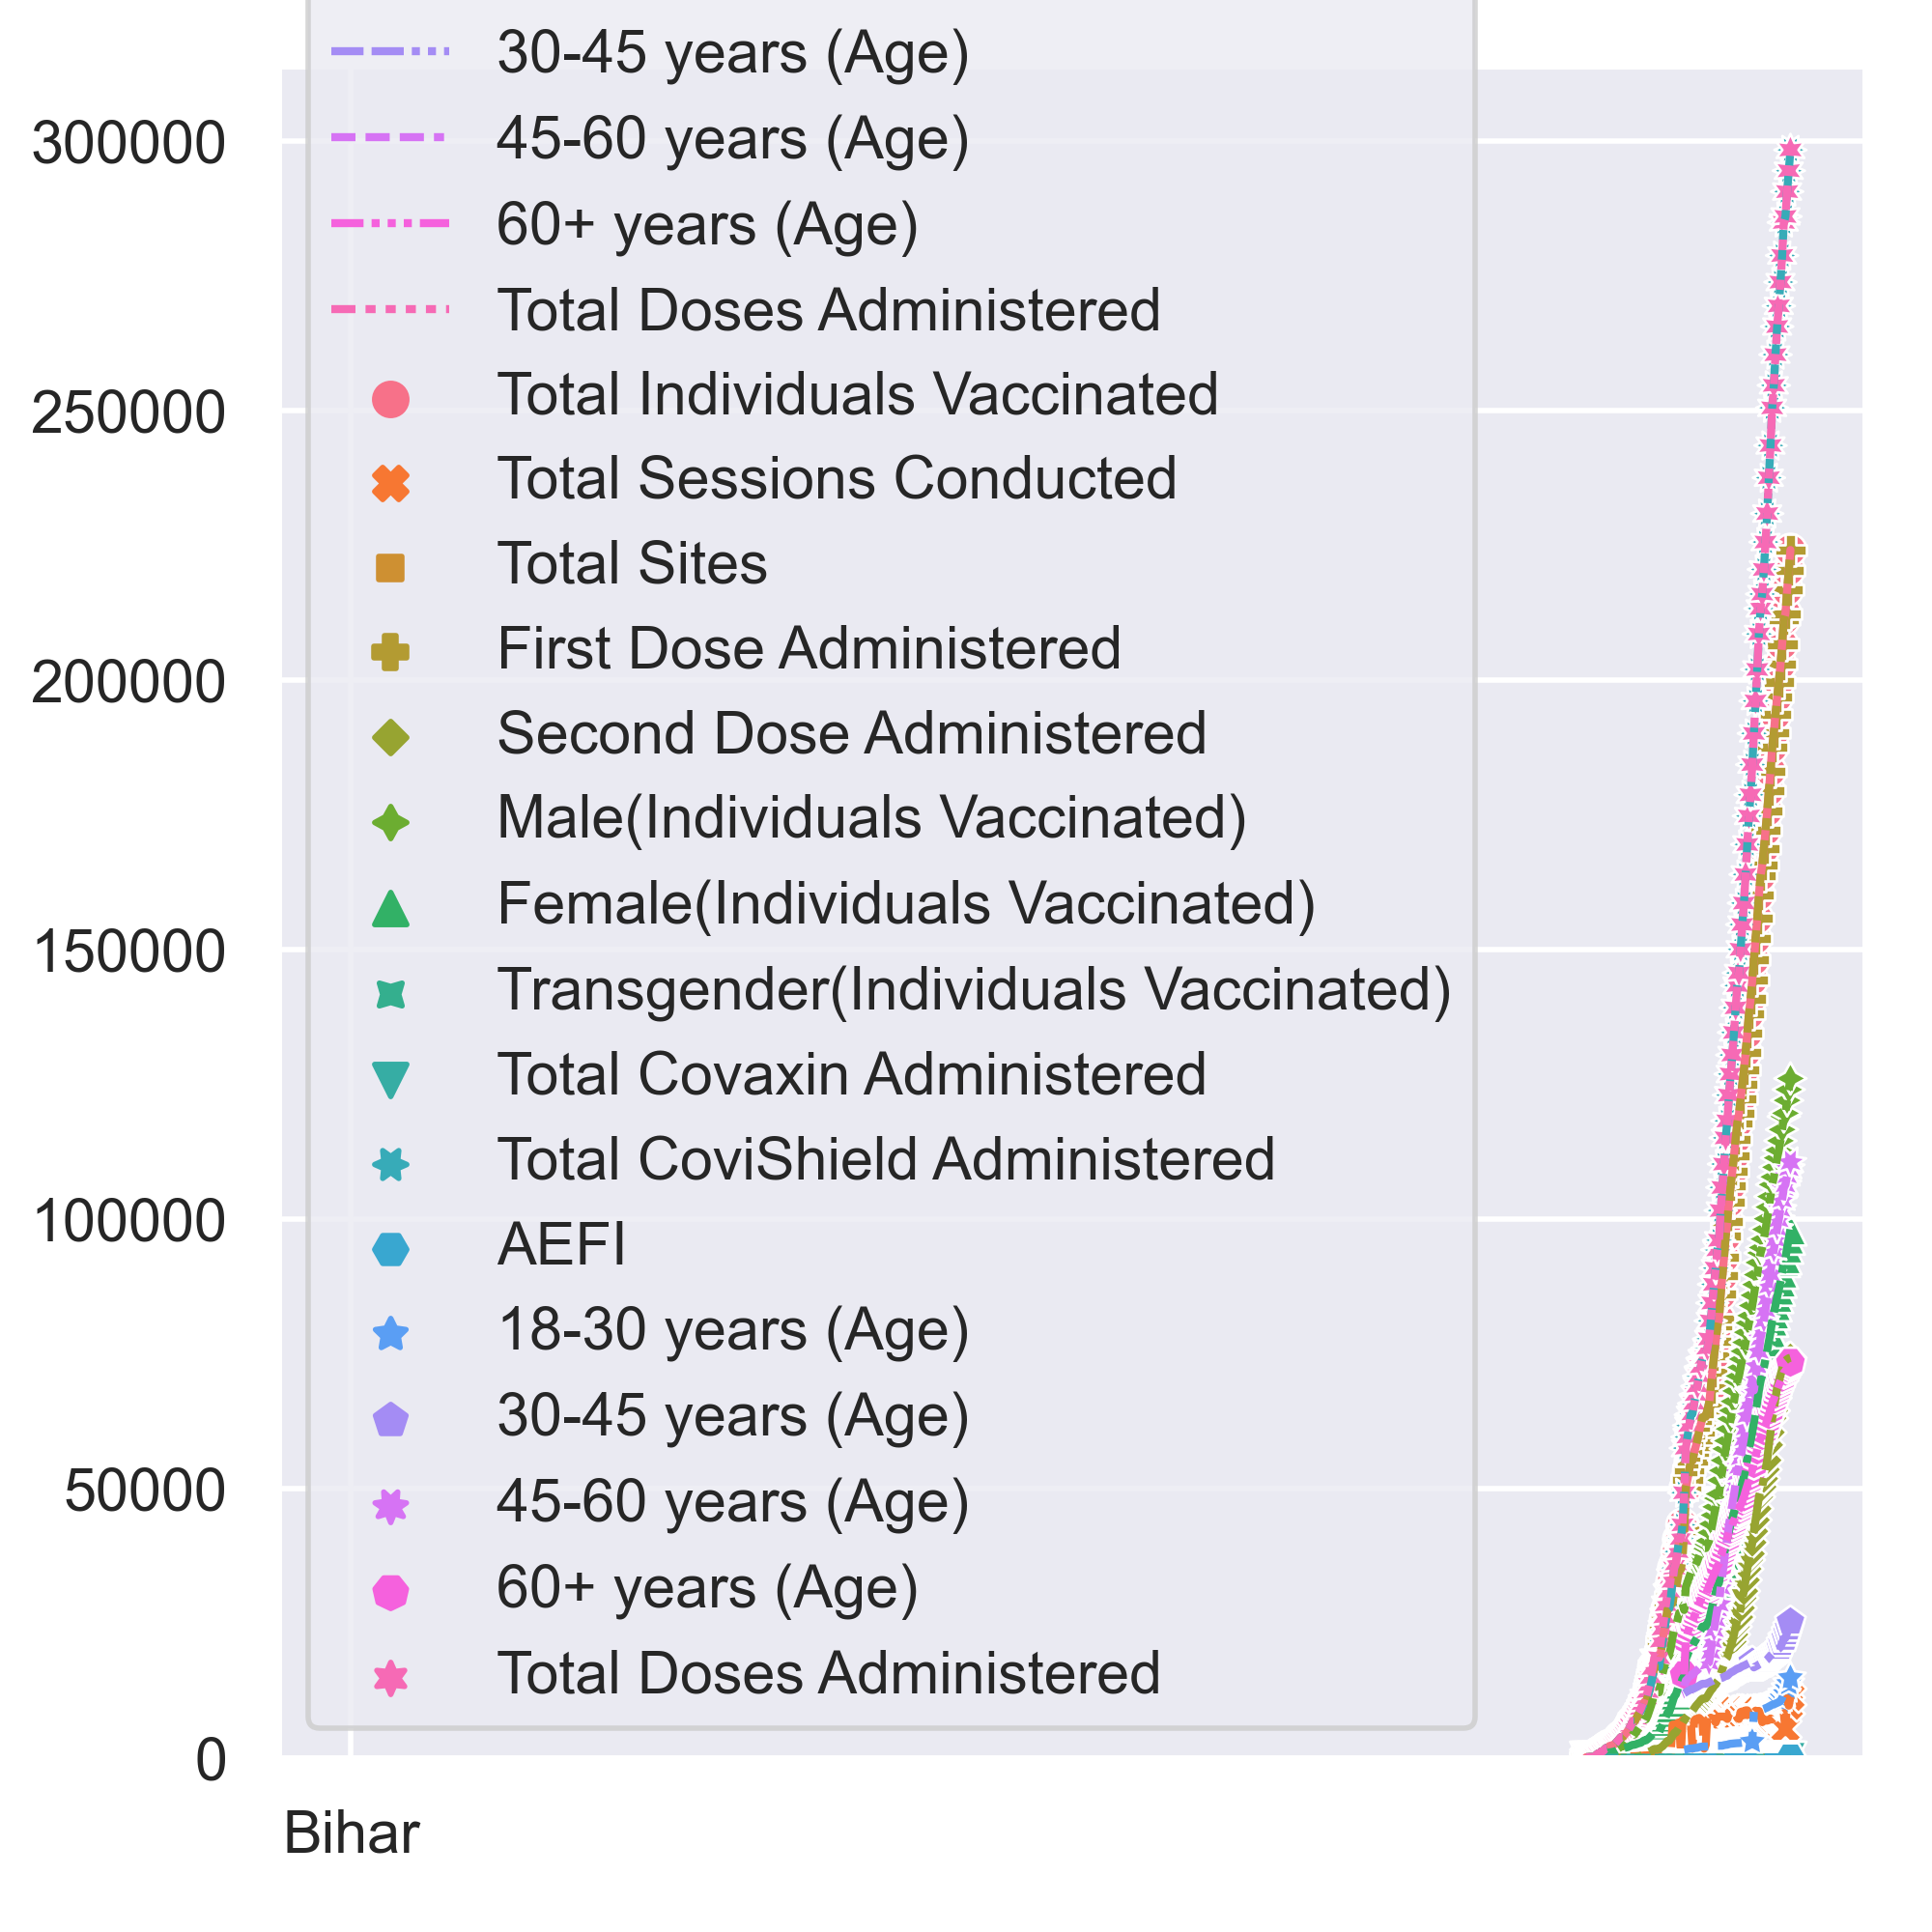 30-45 years (Age)
45-60 years (Age)
60+ years (Age)
Total Doses Administered
Total Individuals Vaccinated
Total Sessions Conducted
Total Sites
First Dose Administered
Second Dose Administered
Male(Individuals Vaccinated)
Female(Individuals Vaccinated)
Transgender(Individuals Vaccinated)
Total Covaxin Administered
Total CoviShield Administered
AEFI
18-30 years (Age)
30-45 years (Age)
45-60 years (Age)
60+ years (Age)
Total Doses Administered
300000
250000
200000
150000
100000
50000
0
Bihar